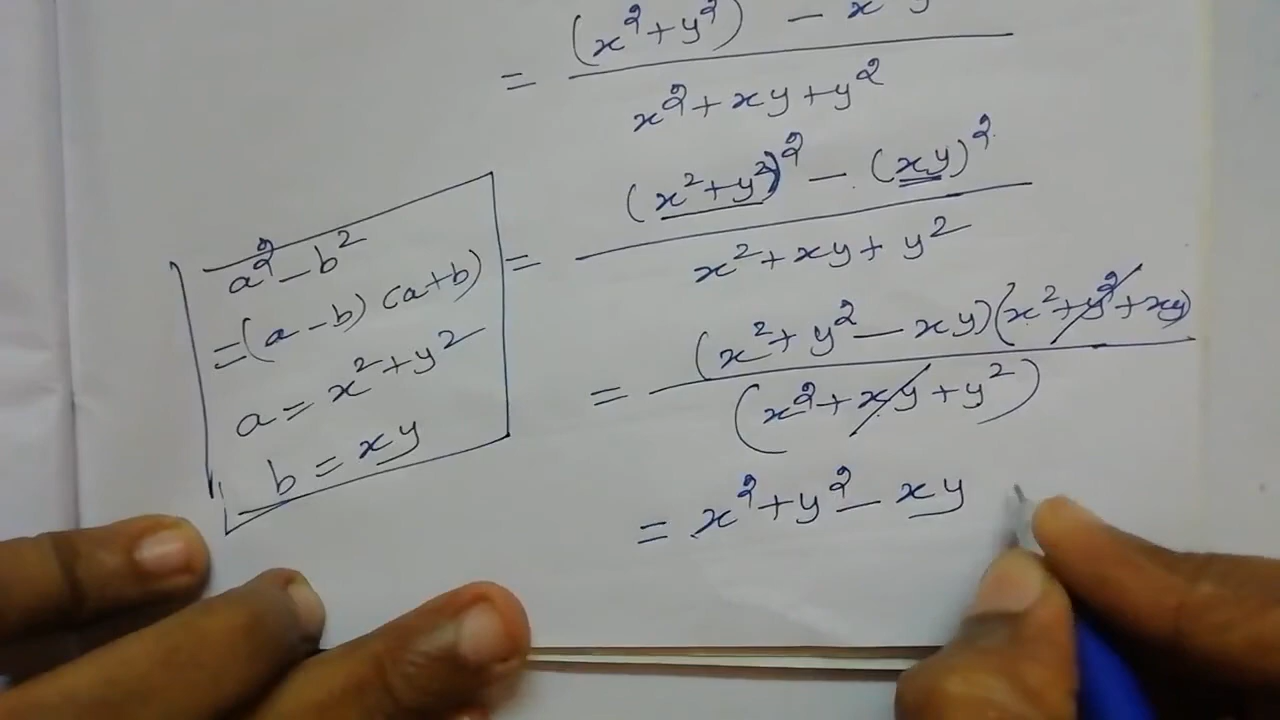 (x²+y²) - x y
= ―――
x²+xy+y²
(x²+y²)² - (xy)²
= ―――
x²+xy+y²
(x²+y²-xy)(x²+y²+xy)
= ―――
(x²+xy+y²)
= x²+y²-xy
a²-b²
=(a-b)(a+b)
a=x²+y²
b=xy